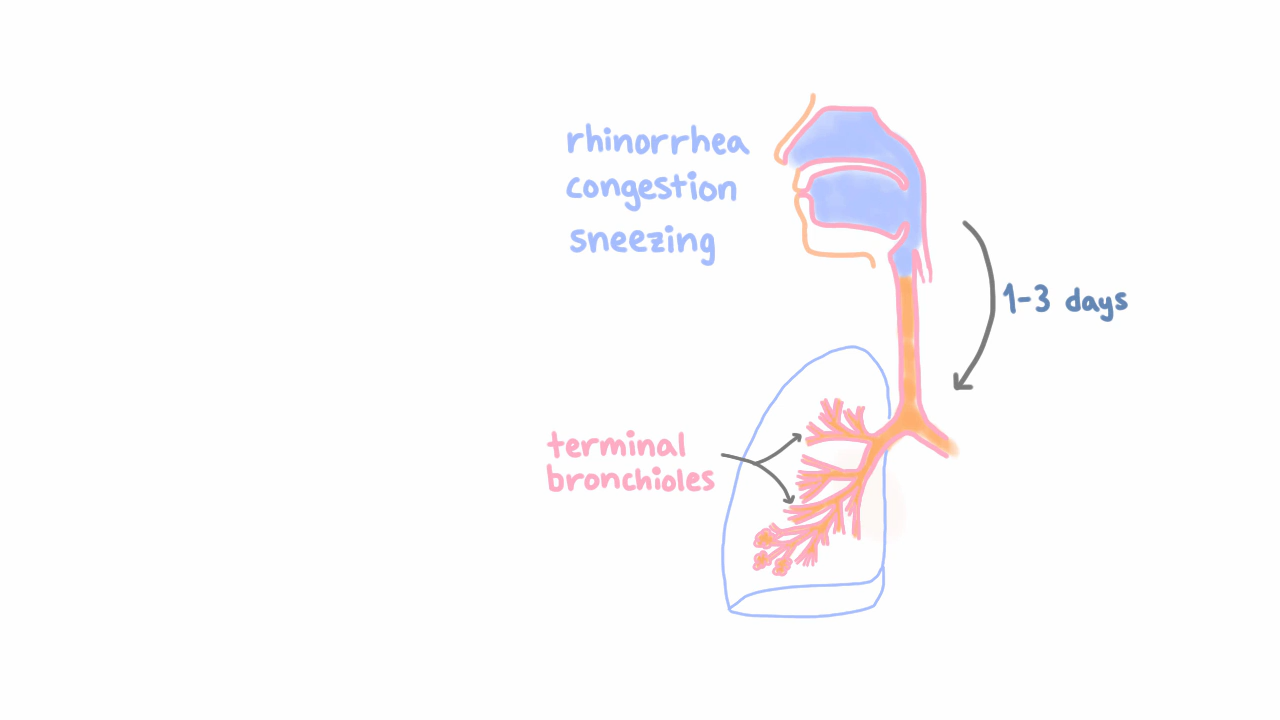 rhinorrhea
congestion
sneezing
1-3 days
terminal
bronchioles